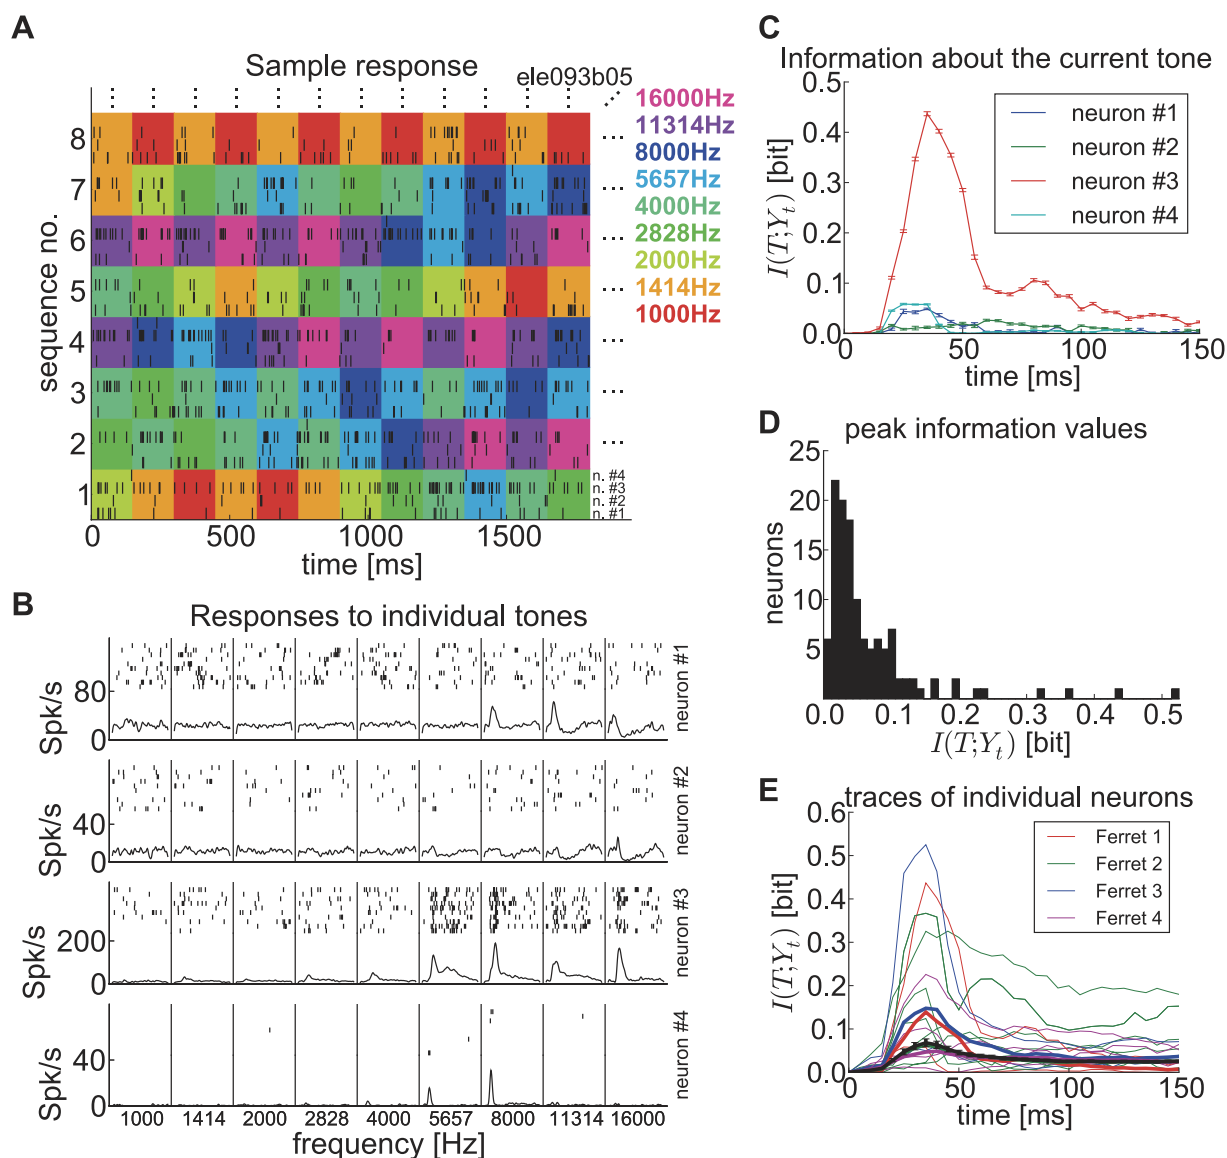 A
Sample response
ele093b05
8
7
6
5
4
3
2
1
sequence no.
16000Hz
11314Hz
8000Hz
5657Hz
4000Hz
2828Hz
2000Hz
1414Hz
1000Hz
n. #4
n. #3
n. #2
n. #1
0 500 1000 1500
time [ms]
B
Responses to individual tones
Spk/s
80
0
neuron #1
Spk/s
40
0
neuron #2
Spk/s
200
0
neuron #3
Spk/s
40
0
neuron #4
1000 1414 2000 2828 4000 5657 8000 11314 16000
frequency [Hz]
C
Information about the current tone
I(T;Y_t) [bit]
0.5
0.4
0.3
0.2
0.1
0.0
neuron #1
neuron #2
neuron #3
neuron #4
0 50 100 150
time [ms]
D
peak information values
neurons
25
20
15
10
5
0
0.0 0.1 0.2 0.3 0.4 0.5
I(T;Y_t) [bit]
E
traces of individual neurons
I(T;Y_t) [bit]
0.6
0.5
0.4
0.3
0.2
0.1
0.0
Ferret 1
Ferret 2
Ferret 3
Ferret 4
0 50 100 150
time [ms]